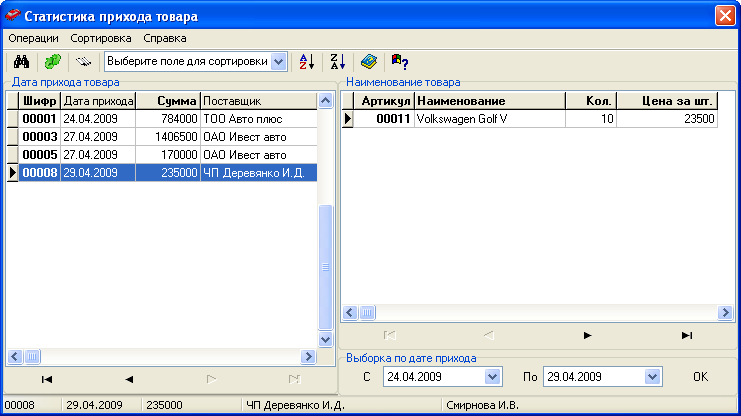 Статистика прихода товара
Операции Сортировка Справка
Выберите поле для сортировки
Дата прихода товара
Шифр Дата прихода Сумма Поставщик
00001 24.04.2009 784000 ТОО Авто плюс
00003 27.04.2009 1406500 ОАО Ивест авто
00005 27.04.2009 170000 ОАО Ивест авто
00008 29.04.2009 235000 ЧП Деревянко И.Д.
Наименование товара
Артикул Наименование Кол. Цена за шт.
00011 Volkswagen Golf V 10 23500
Выборка по дате прихода
С 24.04.2009 По 29.04.2009 OK
00008 29.04.2009 235000 ЧП Деревянко И.Д. Смирнова И.В.